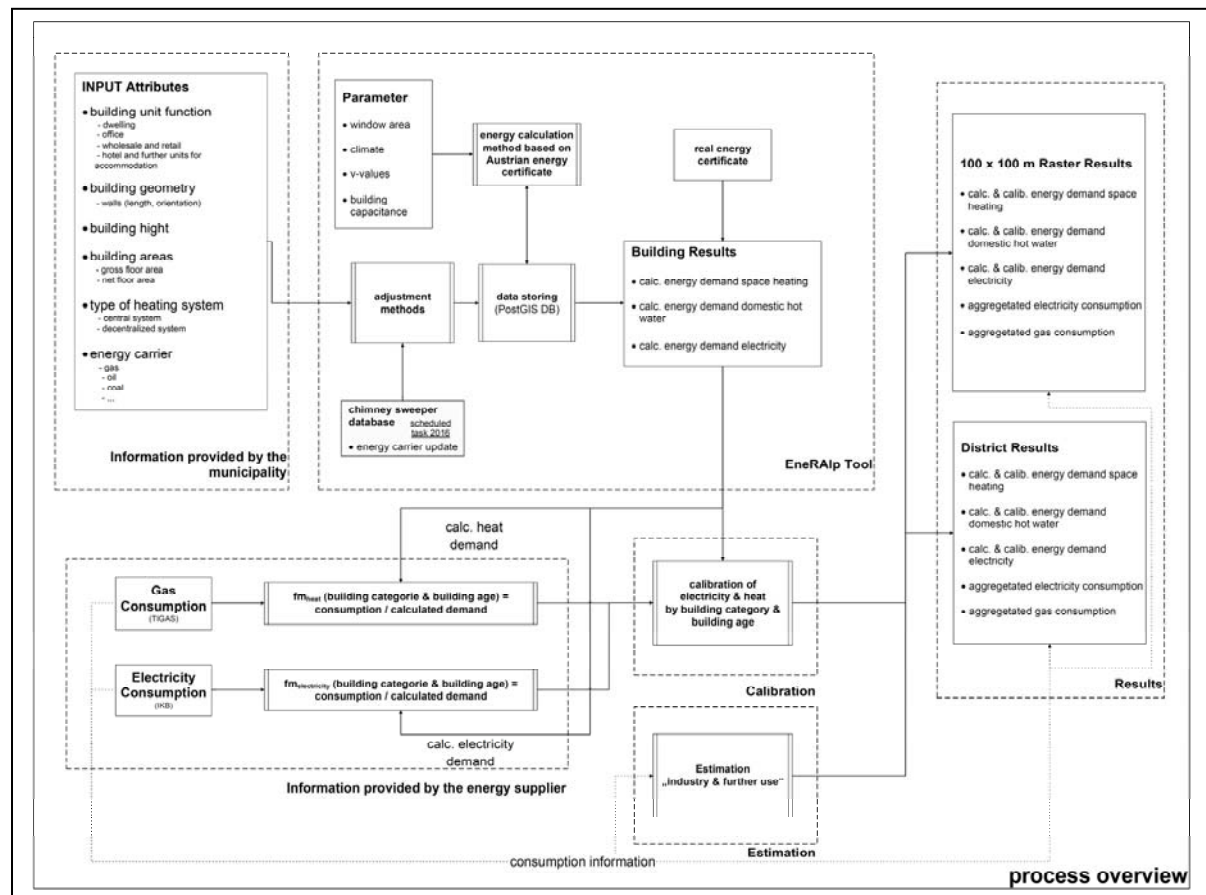 INPUT Attributes
• building unit function
- dwelling
- office
- wholesale and retail
- hotel and further units for
accommodation
• building geometry
- walls (length, orientation)
• building hight
• building areas
- gross floor area
- net floor area
• type of heating system
- central system
- decentralized system
• energy carrier
- gas
- oil
- coal
- ...
Information provided by the
municipality
Parameter
• window area
• climate
• v-values
• building
capacitance
energy calculation
method based on
Austrian energy
certificate
real energy
certificate
adjustment
methods
data storing
(PostGIS DB)
Building Results
• calc. energy demand space heating
• calc. energy demand domestic hot
water
• calc. energy demand electricity
chimney sweeper
database
scheduled
task 2016
• energy carrier update
EneRAlp Tool
100 x 100 m Raster Results
• calc. & calib. energy demand space
heating
• calc. & calib. energy demand
domestic hot water
• calc. & calib. energy demand
electricity
• aggregetated electricity consumption
- aggregetated gas consumption
District Results
• calc. & calib. energy demand space
heating
• calc. & calib. energy demand
domestic hot water
• calc. & calib. energy demand
electricity
• aggregetated electricity consumption
- aggregetated gas consumption
Results
calc. heat
demand
Gas
Consumption
(TIGAS)
fmheat (building categorie & building age) =
consumption / calculated demand
Electricity
Consumption
(IKB)
fmelectricity (building categorie & building age) =
consumption / calculated demand
calc. electricity
demand
Information provided by the energy supplier
calibration of
electricity & heat
by building category &
building age
Calibration
Estimation
„industry & further use“
Estimation
consumption information
process overview